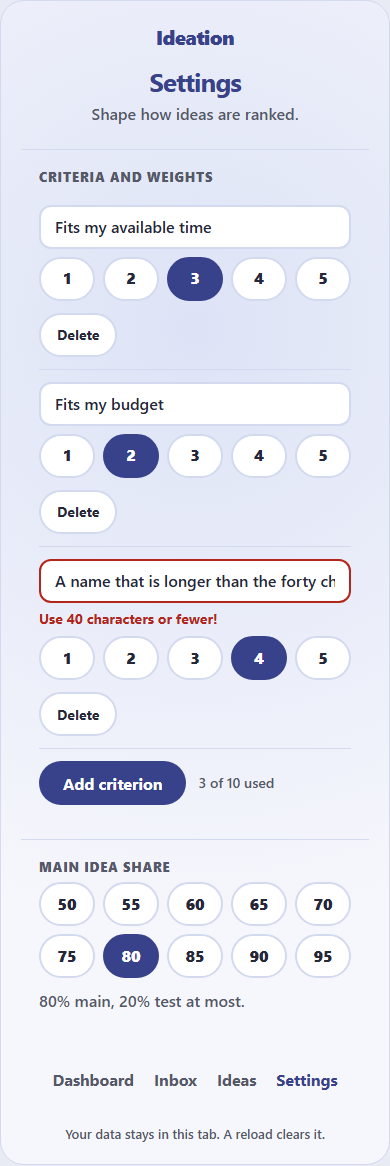 Ideation
Settings
Shape how ideas are ranked.
CRITERIA AND WEIGHTS
Fits my available time
1 2 3 4 5
Delete
Fits my budget
1 2 3 4 5
Delete
A name that is longer than the forty ch
Use 40 characters or fewer!
1 2 3 4 5
Delete
Add criterion 3 of 10 used
MAIN IDEA SHARE
50 55 60 65 70
75 80 85 90 95
80% main, 20% test at most.
Dashboard Inbox Ideas Settings
Your data stays in this tab. A reload clears it.